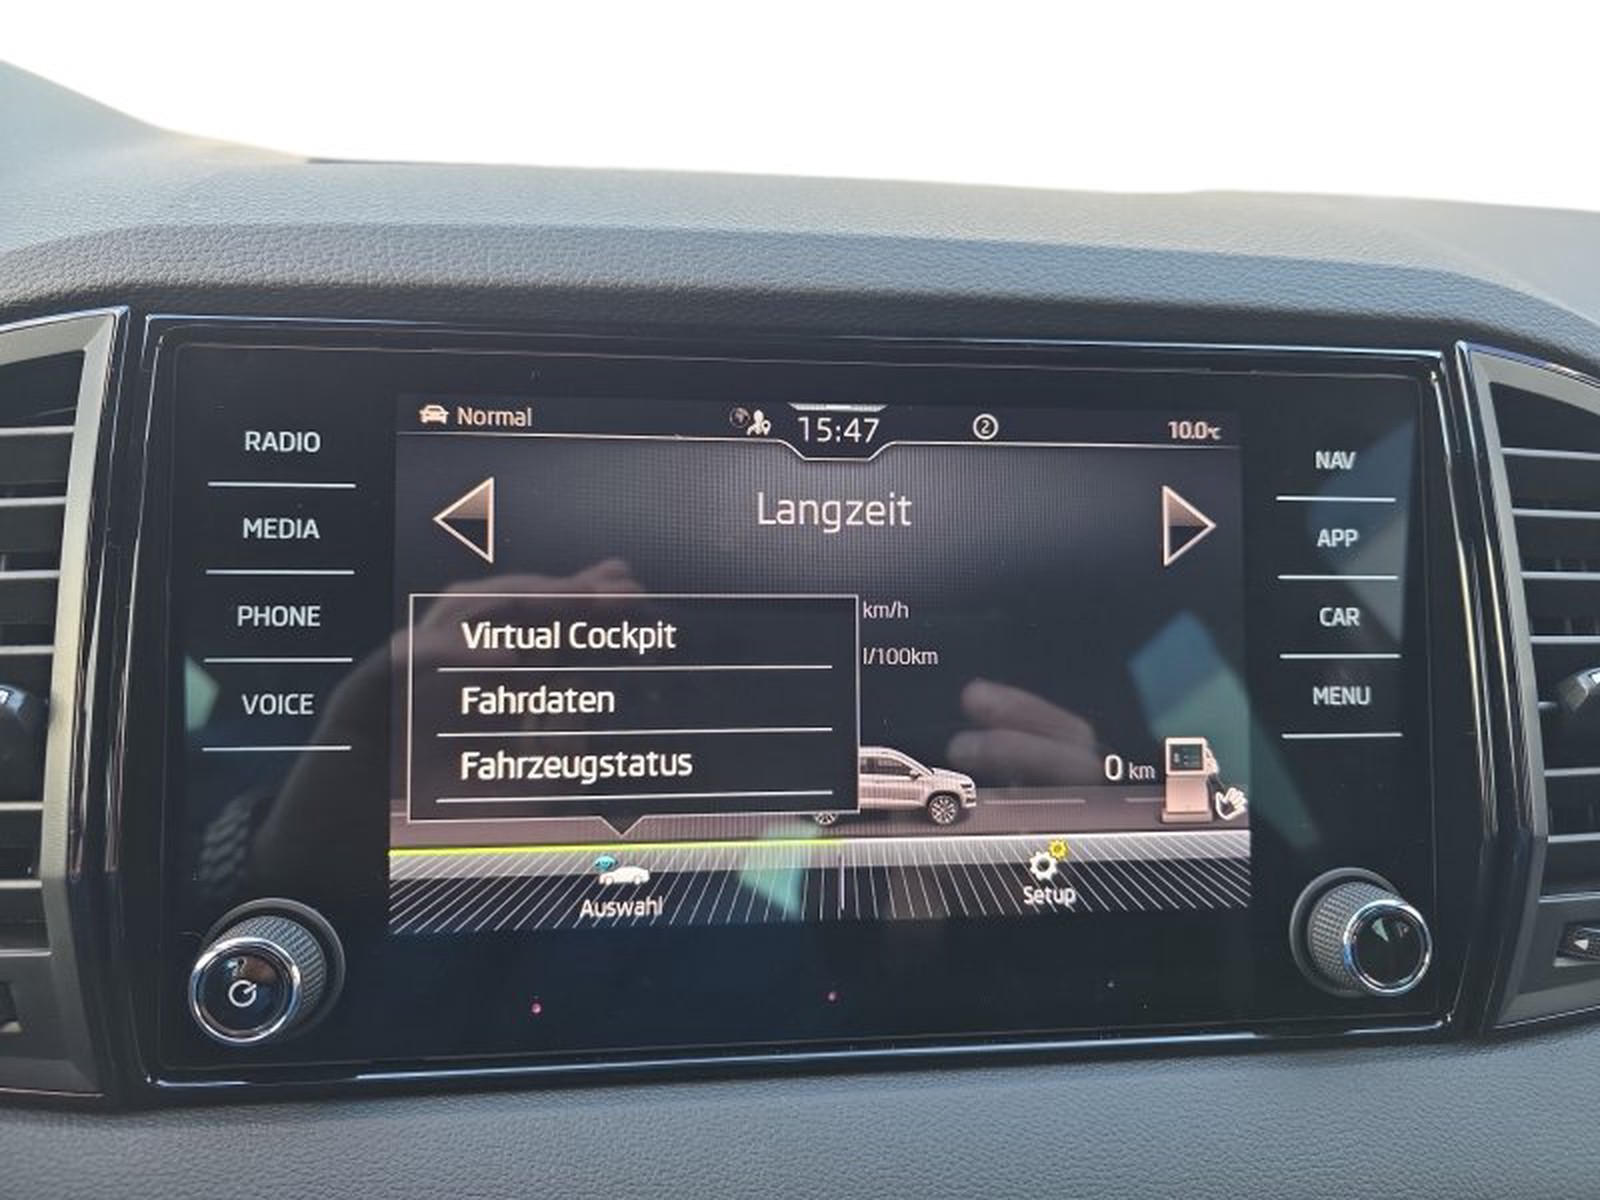 Normal
15:47
2
10.0°C
RADIO
MEDIA
PHONE
VOICE
Langzeit
km/h
l/100km
Virtual Cockpit
Fahrdaten
Fahrzeugstatus
0 km
Auswahl
Setup
NAV
APP
CAR
MENU